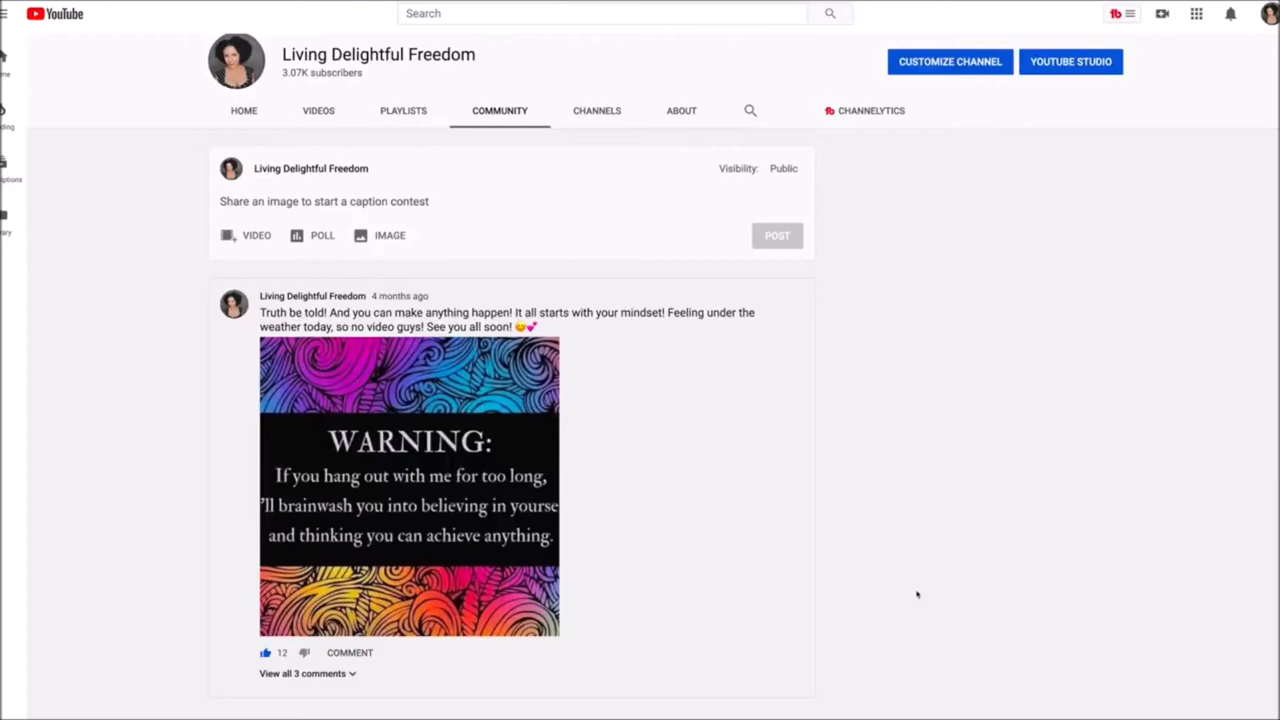 YouTube
Search
Living Delightful Freedom
3.07K subscribers
CUSTOMIZE CHANNEL
YOUTUBE STUDIO
HOME
VIDEOS
PLAYLISTS
COMMUNITY
CHANNELS
ABOUT
tb CHANNELYTICS
Living Delightful Freedom
Visibility: Public
Share an image to start a caption contest
VIDEO
POLL
IMAGE
POST
Living Delightful Freedom 4 months ago
Truth be told! And you can make anything happen! It all starts with your mindset! Feeling under the
weather today, so no video guys! See you all soon! 😊💕
WARNING:
If you hang out with me for too long,
'll brainwash you into believing in yourse
and thinking you can achieve anything.
12
COMMENT
View all 3 comments